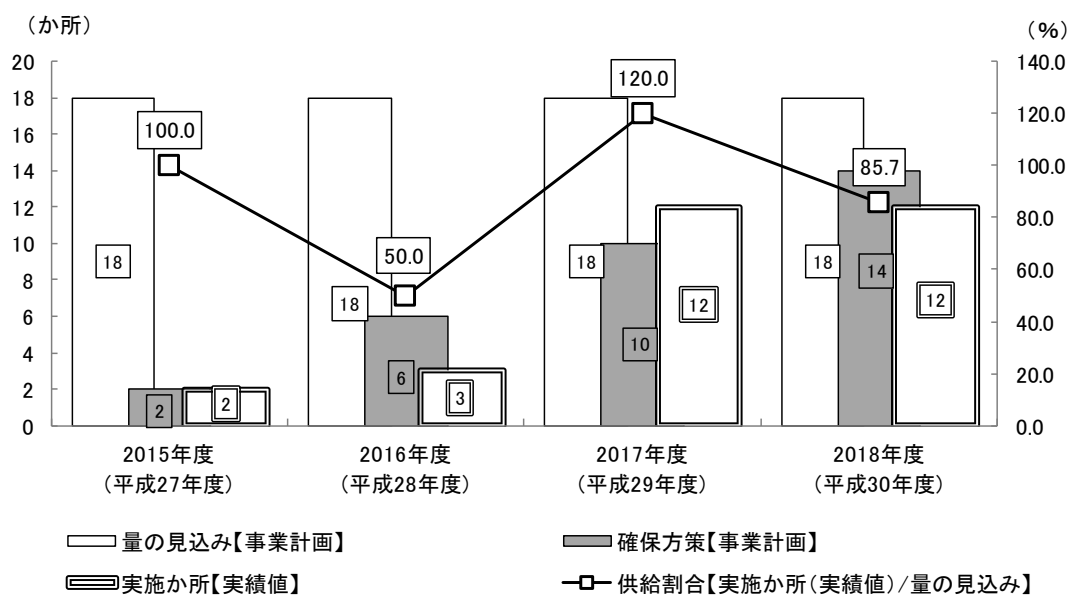 （か所）
（％）
20
18
16
14
12
10
8
6
4
2
0
140.0
120.0
100.0
80.0
60.0
40.0
20.0
0.0
100.0
50.0
120.0
85.7
18
2
2
18
6
3
18
10
12
18
14
12
2015年度
（平成27年度）
2016年度
（平成28年度）
2017年度
（平成29年度）
2018年度
（平成30年度）
量の見込み【事業計画】
確保方策【事業計画】
実施か所【実績値】
供給割合【実施か所（実績値）/量の見込み】